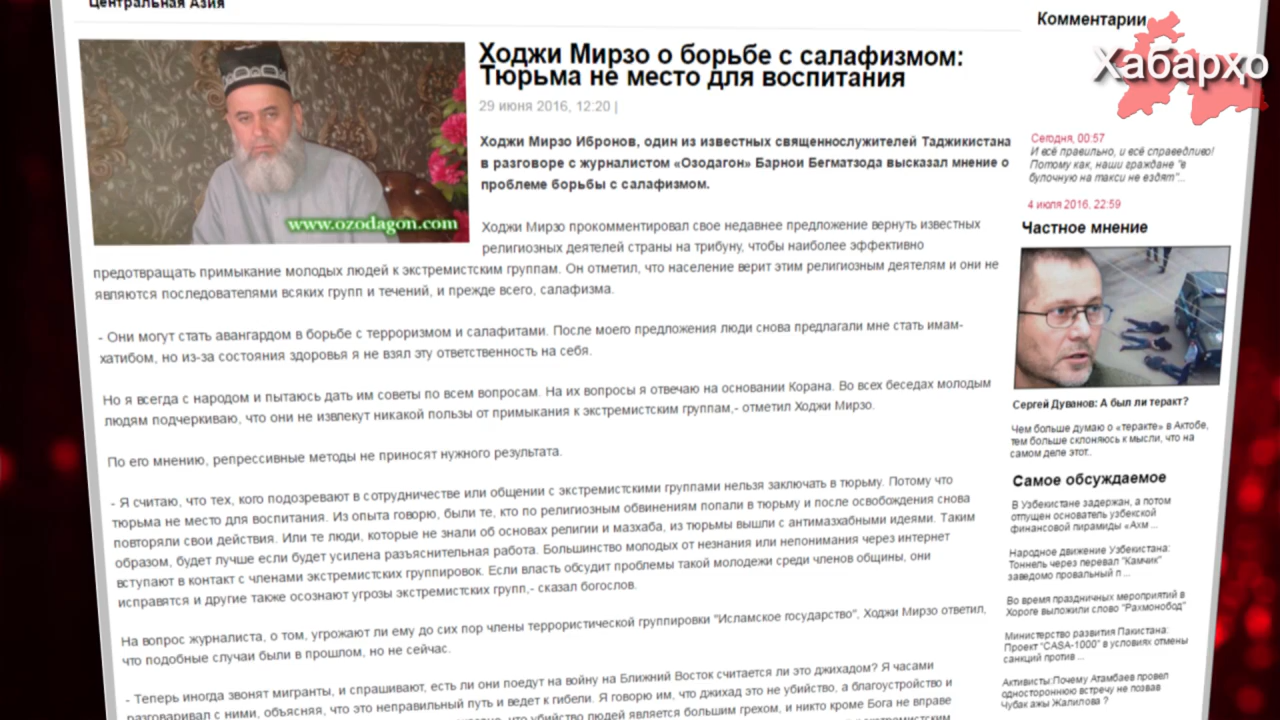 Центральная Азия
Ходжи Мирзо о борьбе с салафизмом:
Тюрьма не место для воспитания
29 июня 2016, 12:20 |
Ходжи Мирзо Ибронов, один из известных священнослужителей Таджикистана
в разговоре с журналистом «Озодагон» Барнои Бегматзода высказал мнение о
проблеме борьбы с салафизмом.
www.ozodagon.com
Ходжи Мирзо прокомментировал свое недавнее предложение вернуть известных
религиозных деятелей страны на трибуну, чтобы наиболее эффективно
предотвращать примыкание молодых людей к экстремистским группам. Он отметил, что население верит этим религиозным деятелям и они не
являются последователями всяких групп и течений, и прежде всего, салафизма.
- Они могут стать авангардом в борьбе с терроризмом и салафитами. После моего предложения люди снова предлагали мне стать имам-
хатибом, но из-за состояния здоровья я не взял эту ответственность на себя.
Но я всегда с народом и пытаюсь дать им советы по всем вопросам. На их вопросы я отвечаю на основании Корана. Во всех беседах молодым
людям подчеркиваю, что они не извлекут никакой пользы от примыкания к экстремистским группам,- отметил Ходжи Мирзо.
По его мнению, репрессивные методы не приносят нужного результата.
- Я считаю, что тех, кого подозревают в сотрудничестве или общении с экстремистскими группами нельзя заключать в тюрьму. Потому что
тюрьма не место для воспитания. Из опыта говорю, были те, кто по религиозным обвинениям попали в тюрьму и после освобождения снова
повторяли свои действия. Или те люди, которые не знали об основах религии и мазхаба, из тюрьмы вышли с антимазхабными идеями. Таким
образом, будет лучше если будет усилена разъяснительная работа. Большинство молодых от незнания или непонимания через интернет
вступают в контакт с членами экстремистских группировок. Если власть обсудит проблемы такой молодежи среди членов общины, они
исправятся и другие также осознают угрозы экстремистских групп,- сказал богослов.
На вопрос журналиста, о том, угрожают ли ему до сих пор члены террористической группировки "Исламское государство", Ходжи Мирзо ответил,
что подобные случаи были в прошлом, но не сейчас.
- Теперь иногда звонят мигранты, и спрашивают, есть ли они поедут на войну на Ближний Восток считается ли это джихадом? Я часами
разговаривал с ними, объясняя, что это неправильный путь и ведет к гибели. Я говорю им, что джихад это не убийство, а благоустройство и
что убийство людей является большим грехом, и никто кроме Бога не вправе
Комментарии
Хабарҳо
Сегодня, 00:57
И всё правильно, и всё справедливо!
Потому как, наши граждане "в
булочную на такси не ездят"...
4 июля 2016, 22:59
Частное мнение
Сергей Дуванов: А был ли теракт?
Чем больше думаю о «теракте» в Актобе,
тем больше склоняюсь к мысли, что на
самом деле этот..
Самое обсуждаемое
В Узбекистане задержан, а потом
отпущен основатель узбекской
финансовой пирамиды «Ахм ...
Народное движение Узбекистана:
Тоннель через перевал "Камчик"
заведомо провальный п ...
Во время праздничных мероприятий в
Хороге выложили слово "Рахмонобод"
Министерство развития Пакистана:
Проект "CASA-1000" в условиях отмены
санкций против ...
Активисты:Почему Атамбаев провел
одностороннюю встречу не позвав
Чубак ажы Жалилова ?